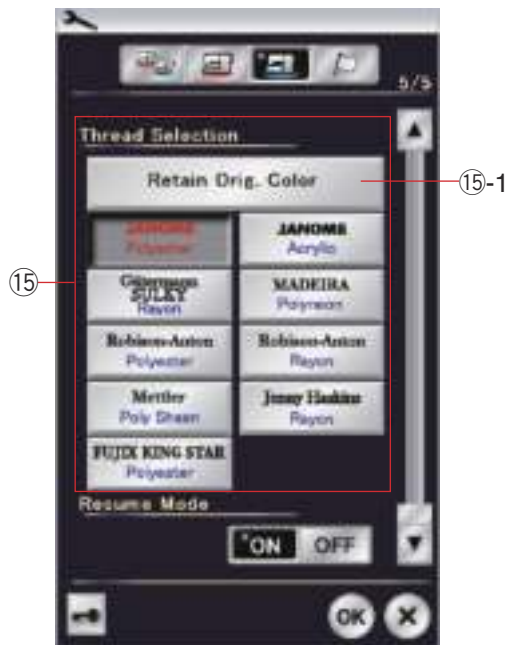 5/5
Thread Selection
Retain Orig. Color
⑮-1
JANOME
Polyester
JANOME
Acrylic
⑮
Gütermann
SULKY
Rayon
MADEIRA
Polyneon
Robison-Anton
Polyester
Robison-Anton
Rayon
Mettler
Poly Sheen
Jenny Haskins
Rayon
FUJIX KING STAR
Polyester
Resume Mode
ON OFF
OK